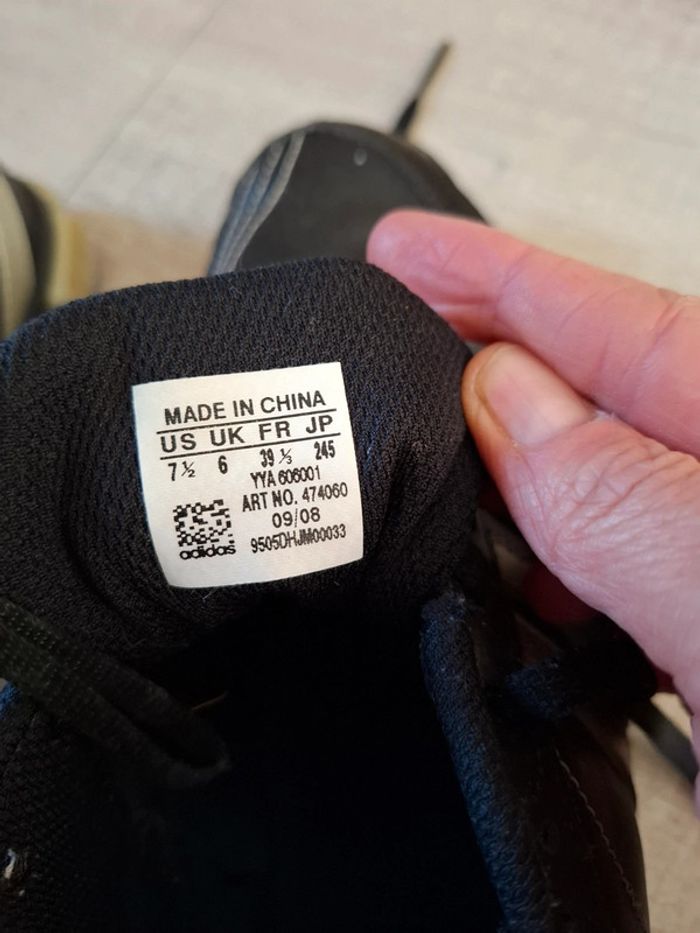 MADE IN CHINA
US UK FR JP
7½ 6 39⅓ 245
YYA 606001
ART NO. 474060
09/08
adidas 9505DHJM00033